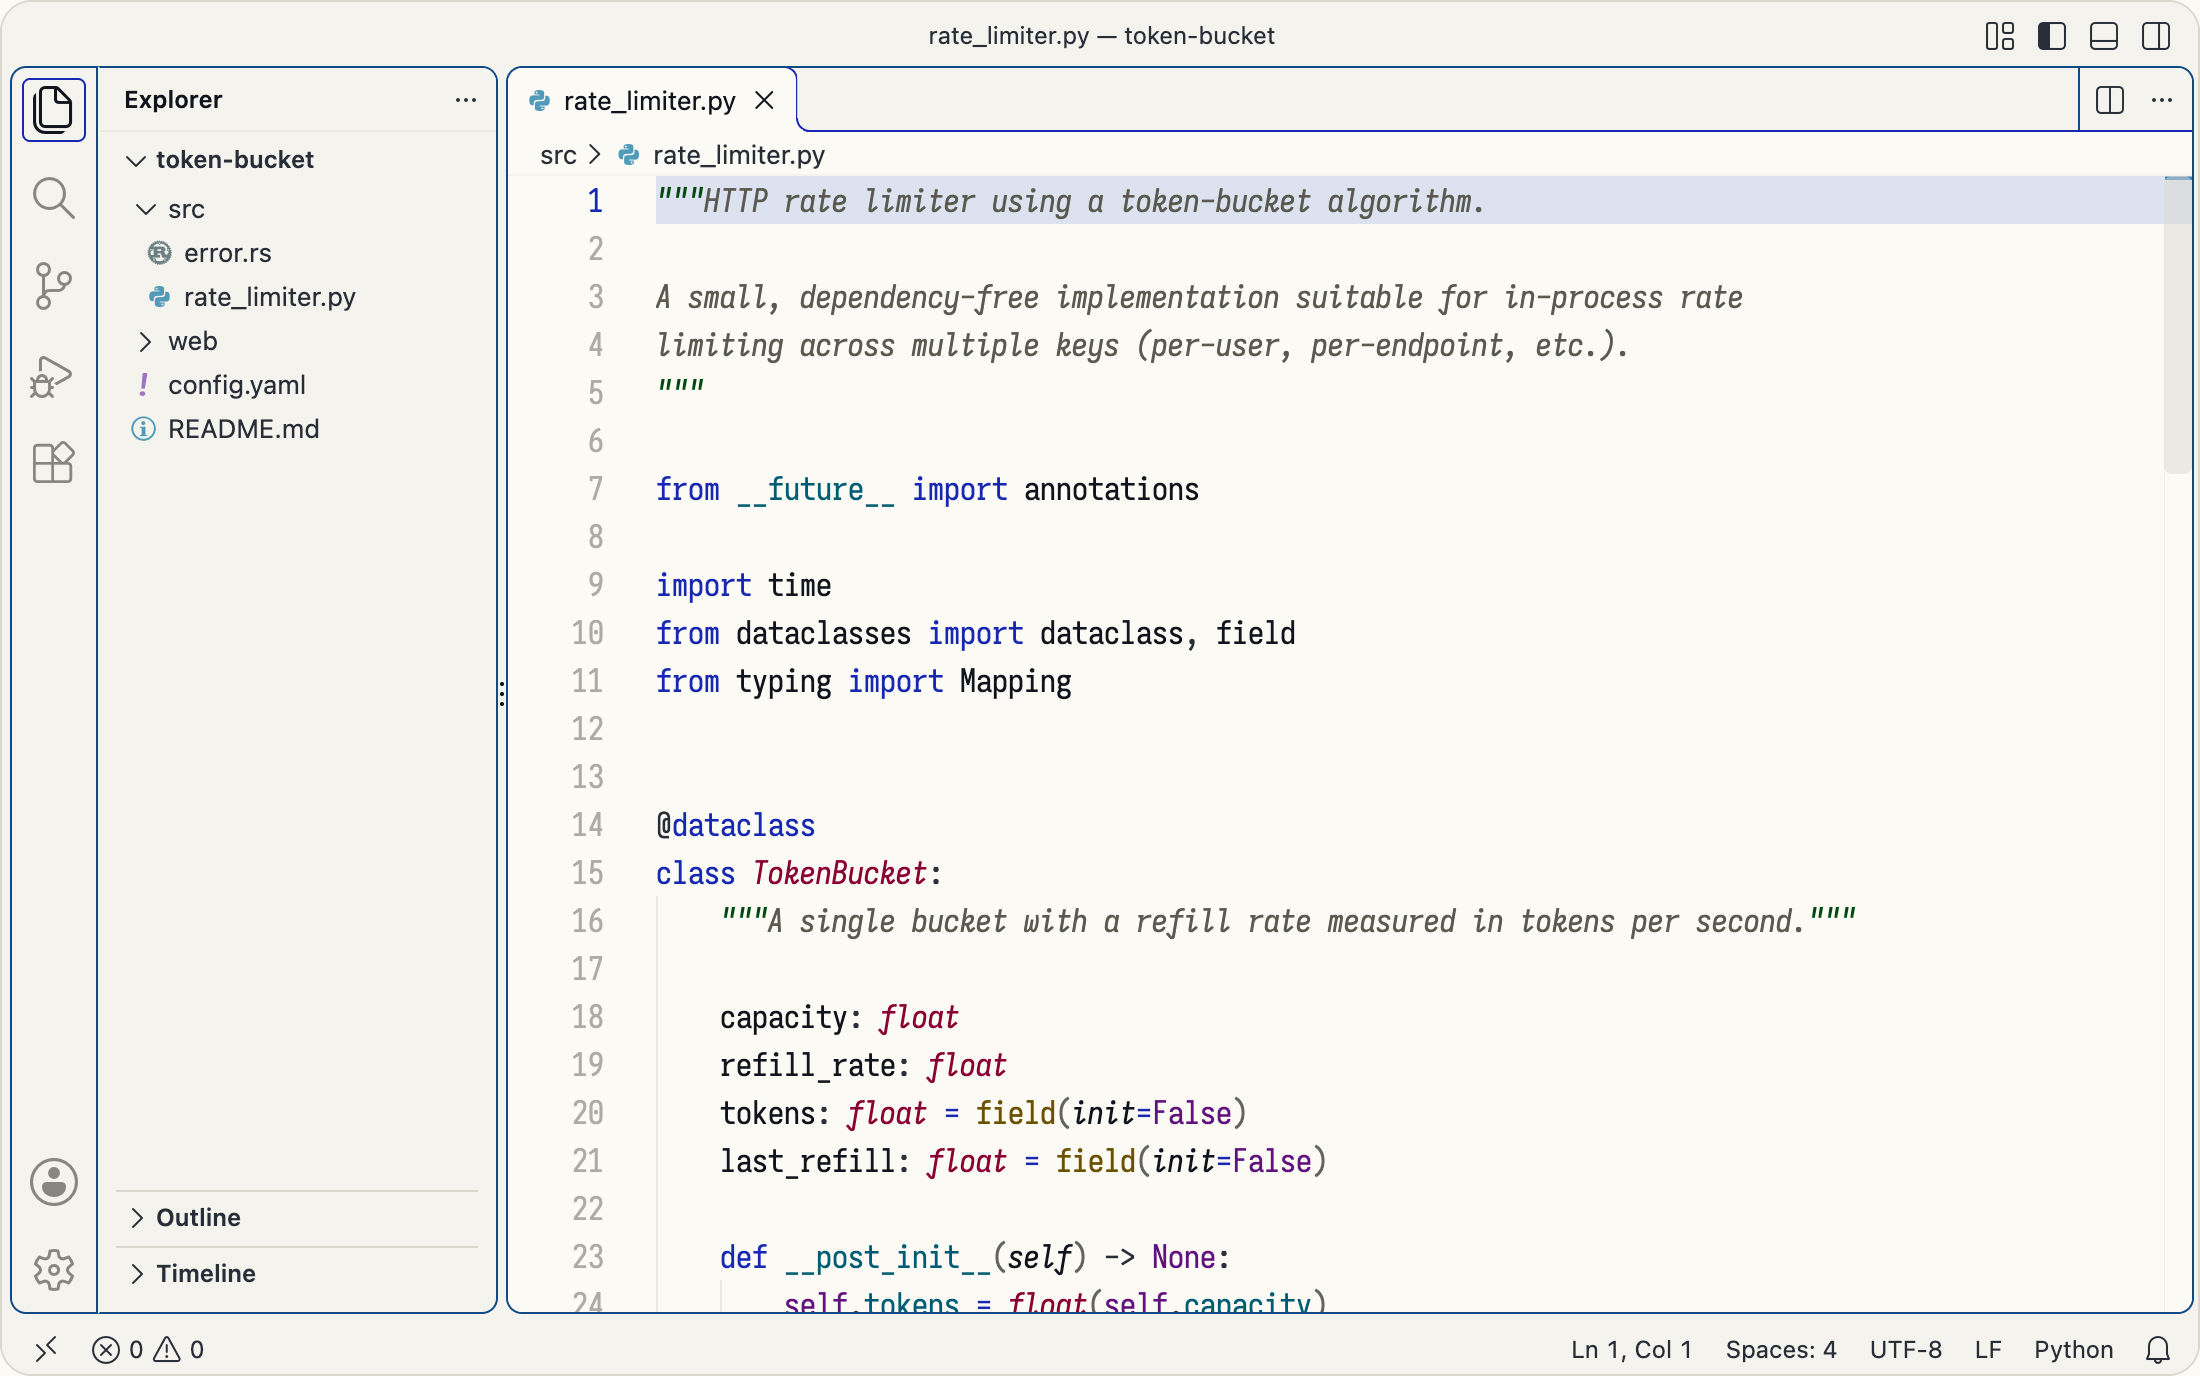 rate_limiter.py — token-bucket
Explorer
token-bucket
src
error.rs
rate_limiter.py
web
config.yaml
README.md
Outline
Timeline
rate_limiter.py
src > rate_limiter.py
1 """HTTP rate limiter using a token-bucket algorithm.
2
3 A small, dependency-free implementation suitable for in-process rate
4 limiting across multiple keys (per-user, per-endpoint, etc.).
5 """
6
7 from __future__ import annotations
8
9 import time
10 from dataclasses import dataclass, field
11 from typing import Mapping
12
13
14 @dataclass
15 class TokenBucket:
16     """A single bucket with a refill rate measured in tokens per second."""
17
18     capacity: float
19     refill_rate: float
20     tokens: float = field(init=False)
21     last_refill: float = field(init=False)
22
23     def __post_init__(self) -> None:
24         self.tokens = float(self.capacity)
0 0
Ln 1, Col 1 Spaces: 4 UTF-8 LF Python